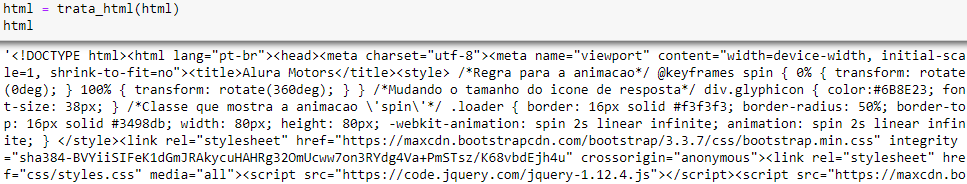 html = trata_html(html)
html
'<!DOCTYPE html><html lang="pt-br"><head><meta charset="utf-8"><meta name="viewport" content="width=device-width, initial-sca
le=1, shrink-to-fit=no"><title>Alura Motors</title><style> /*Regra para a animacao*/ @keyframes spin { 0% { transform: rotate
(0deg); } 100% { transform: rotate(360deg); } } /*Mudando o tamanho do icone de resposta*/ div.glyphicon { color:#6B8E23; fon
t-size: 38px; } /*Classe que mostra a animacao \'spin\'*/ .loader { border: 16px solid #f3f3f3; border-radius: 50%; border-to
p: 16px solid #3498db; width: 80px; height: 80px; -webkit-animation: spin 2s linear infinite; animation: spin 2s linear infin
ite; } </style><link rel="stylesheet" href="https://maxcdn.bootstrapcdn.com/bootstrap/3.3.7/css/bootstrap.min.css" integrity
="sha384-BVYiiSIFeK1dGmJRAkycuHAHRg32OmUcww7on3RYdg4Va+PmSTsz/K68vbdEjh4u" crossorigin="anonymous"><link rel="stylesheet" hre
f="css/styles.css" media="all"><script src="https://code.jquery.com/jquery-1.12.4.js"></script><script src="https://maxcdn.bo